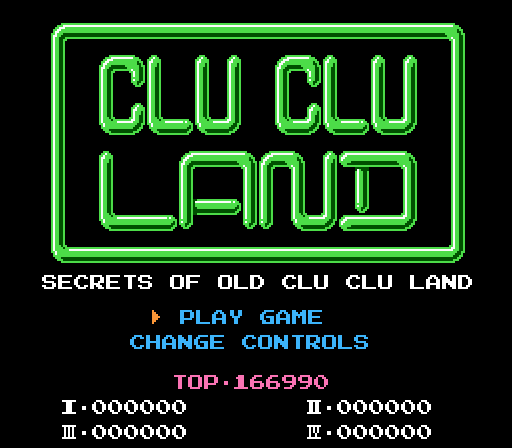 CLU CLU
LAND
SECRETS OF OLD CLU CLU LAND
PLAY GAME
CHANGE CONTROLS
TOP·166990
I·000000 II·000000
III·000000 IV·000000